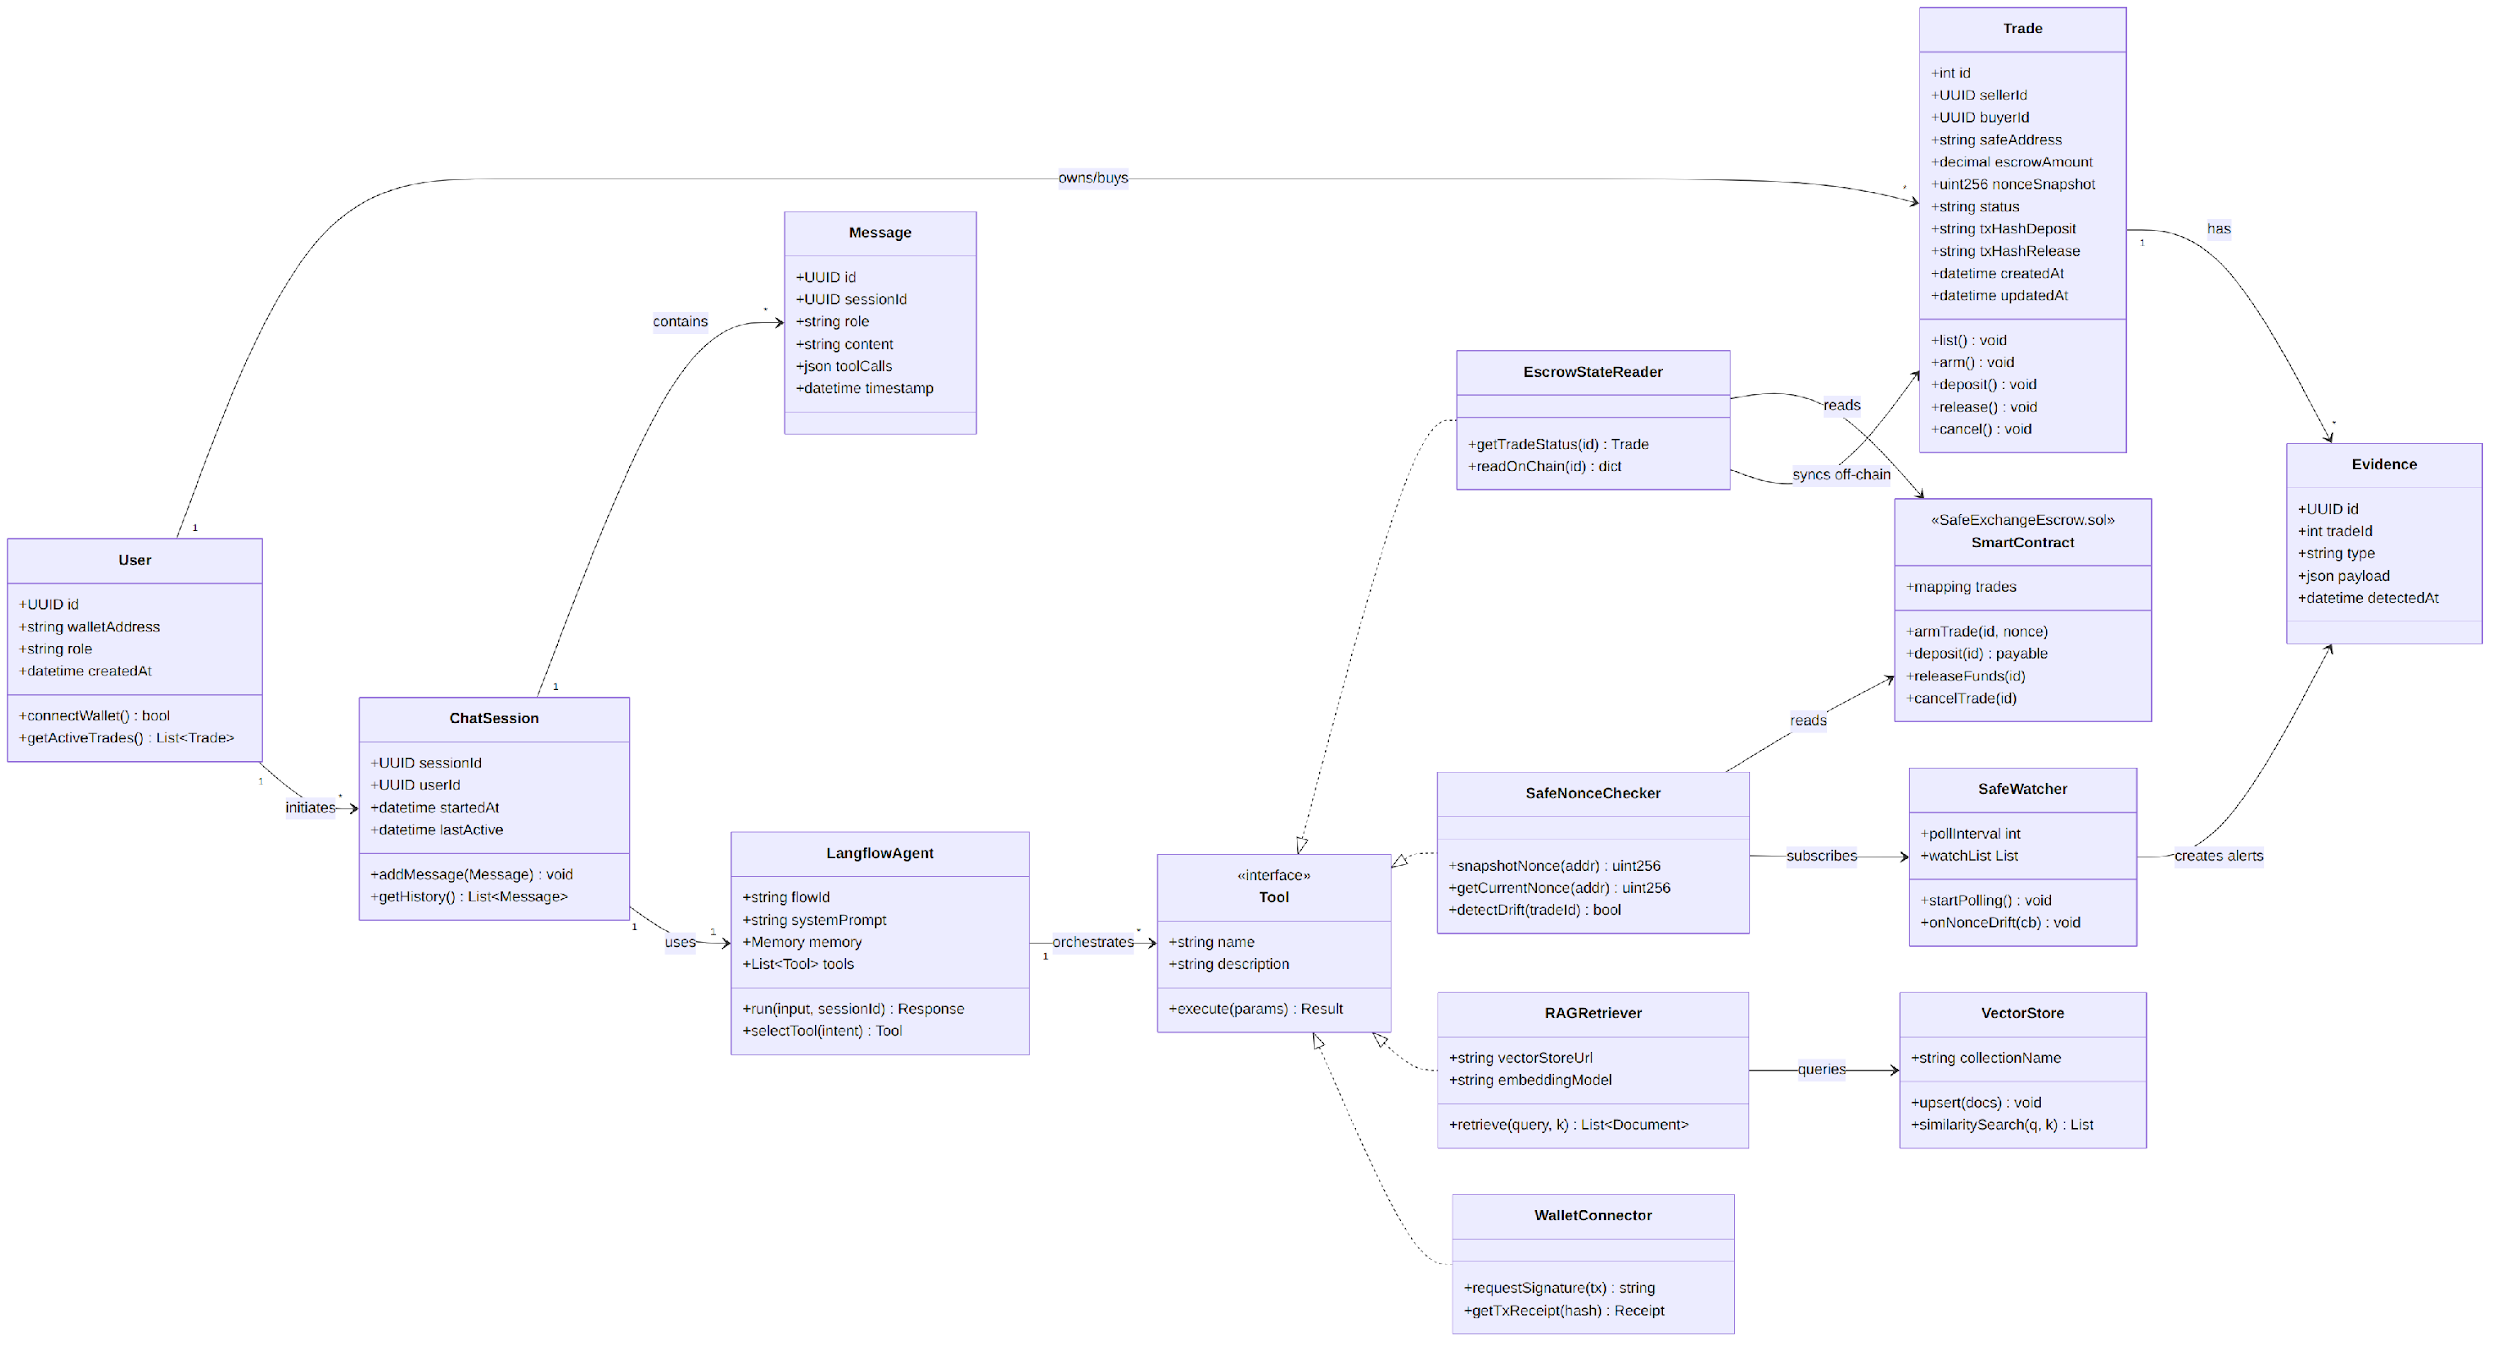 Trade
+int id
+UUID sellerId
+UUID buyerId
+string safeAddress
+decimal escrowAmount
+uint256 nonceSnapshot
+string status
+string txHashDeposit
+string txHashRelease
+datetime createdAt
+datetime updatedAt
+list() : void
+arm() : void
+deposit() : void
+release() : void
+cancel() : void
owns/buys
*
1
has
1
*
Message
+UUID id
+UUID sessionId
+string role
+string content
+json toolCalls
+datetime timestamp
contains
*
1
EscrowStateReader
+getTradeStatus(id) : Trade
+readOnChain(id) : dict
reads
syncs off-chain
Evidence
+UUID id
+int tradeId
+string type
+json payload
+datetime detectedAt
«SafeExchangeEscrow.sol»
SmartContract
+mapping trades
+armTrade(id, nonce)
+deposit(id) : payable
+releaseFunds(id)
+cancelTrade(id)
User
+UUID id
+string walletAddress
+string role
+datetime createdAt
+connectWallet() : bool
+getActiveTrades() : List<Trade>
1
initiates
*
ChatSession
+UUID sessionId
+UUID userId
+datetime startedAt
+datetime lastActive
+addMessage(Message) : void
+getHistory() : List<Message>
1
uses
1
LangflowAgent
+string flowId
+string systemPrompt
+Memory memory
+List<Tool> tools
+run(input, sessionId) : Response
+selectTool(intent) : Tool
1
orchestrates
*
«interface»
Tool
+string name
+string description
+execute(params) : Result
SafeNonceChecker
+snapshotNonce(addr) : uint256
+getCurrentNonce(addr) : uint256
+detectDrift(tradeId) : bool
reads
subscribes
SafeWatcher
+pollInterval int
+watchList List
+startPolling() : void
+onNonceDrift(cb) : void
creates alerts
RAGRetriever
+string vectorStoreUrl
+string embeddingModel
+retrieve(query, k) : List<Document>
queries
VectorStore
+string collectionName
+upsert(docs) : void
+similaritySearch(q, k) : List
WalletConnector
+requestSignature(tx) : string
+getTxReceipt(hash) : Receipt